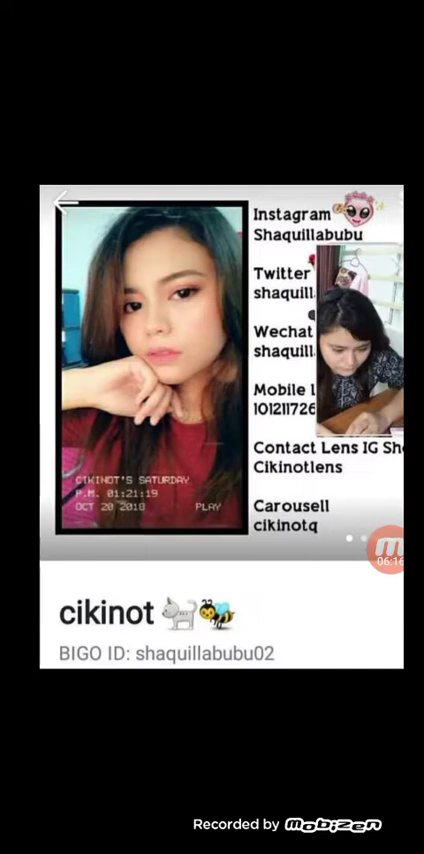 Instagram
Shaquillabubu
Twitter
shaquill
Wechat
shaquill
Mobile l
101211726
Contact Lens IG Sh
Cikinotlens
Carousell
cikinotq
CIKINOT'S SATURDAY
P.M. 01:21:19
OCT 20 2018 PLAY
06:16
cikinot
BIGO ID: shaquillabubu02
Recorded by Mobizen